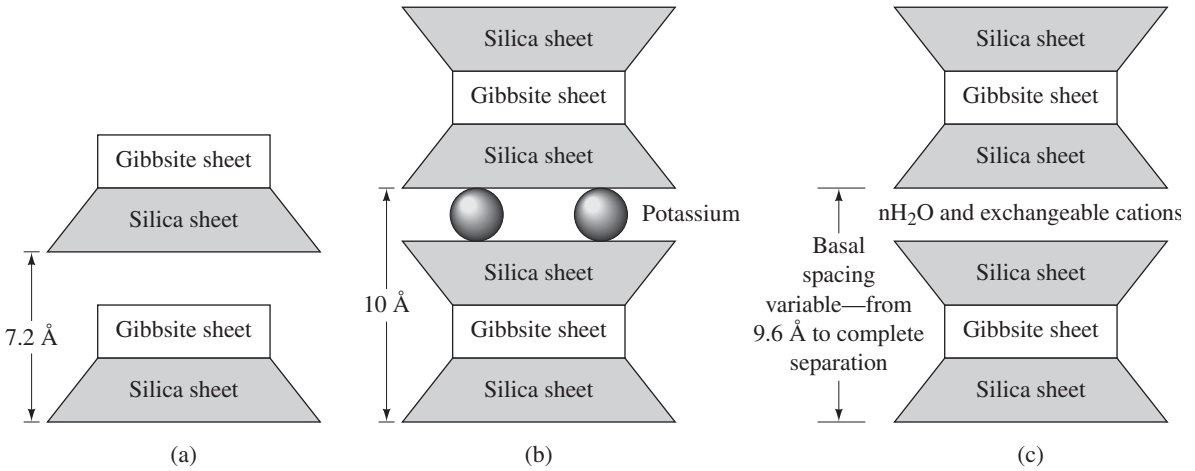 Gibbsite sheet
Silica sheet
7.2 Å
Gibbsite sheet
Silica sheet
(a)
Silica sheet
Gibbsite sheet
Silica sheet
Potassium
10 Å
Silica sheet
Gibbsite sheet
Silica sheet
(b)
Silica sheet
Gibbsite sheet
Silica sheet
nH₂O and exchangeable cations
Basal
spacing
variable—from
9.6 Å to complete
separation
Silica sheet
Gibbsite sheet
Silica sheet
(c)